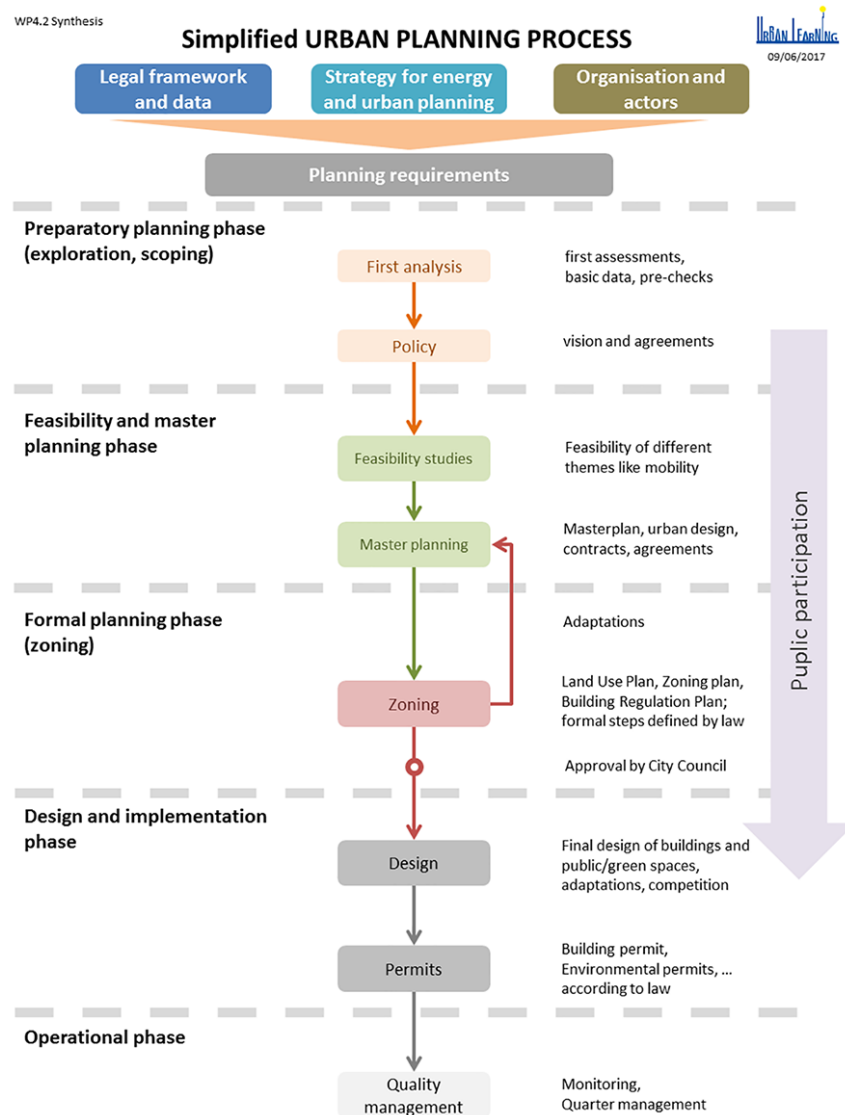 WP4.2 Synthesis
Simplified URBAN PLANNING PROCESS
URBAN LEARNING
09/06/2017
Legal framework
and data
Strategy for energy
and urban planning
Organisation and
actors
Planning requirements
Preparatory planning phase
(exploration, scoping)
First analysis
first assessments,
basic data, pre-checks
Policy
vision and agreements
Feasibility and master
planning phase
Feasibility studies
Feasibility of different
themes like mobility
Master planning
Masterplan, urban design,
contracts, agreements
Puplic participation
Formal planning phase
(zoning)
Adaptations
Zoning
Land Use Plan, Zoning plan,
Building Regulation Plan;
formal steps defined by law
Approval by City Council
Design and implementation
phase
Design
Final design of buildings and
public/green spaces,
adaptations, competition
Permits
Building permit,
Environmental permits, ...
according to law
Operational phase
Quality
management
Monitoring,
Quarter management